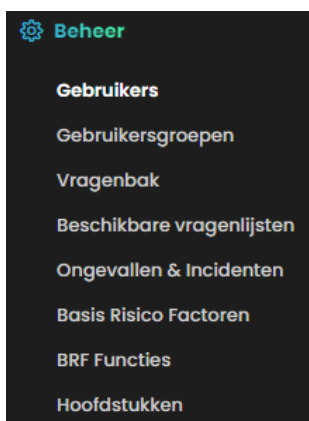 Beheer
Gebruikers
Gebruikersgroepen
Vragenbak
Beschikbare vragenlijsten
Ongevallen & Incidenten
Basis Risico Factoren
BRF Functies
Hoofdstukken